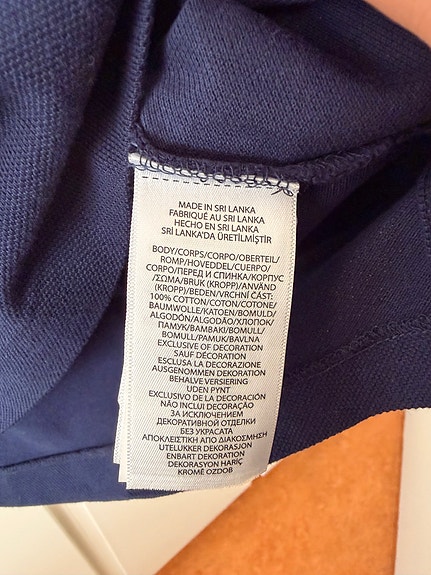 MADE IN SRI LANKA
FABRIQUÉ AU SRI LANKA
HECHO EN SRI LANKA
SRİ LANKA'DA ÜRETİLMİŞTİR
BODY/CORPS/CORPO/OBERTEIL/
ROMP/HOVEDDEL/CUERPO/
CORPO/ПЕРЕД И СПИНКА/КОРПУС
/ΣΩΜΑ/BRUK (KROPP)/ANVÄND
(KROPP)/BEDEN/VRCHNÍ ČÁST:
100% COTTON/COTON/COTONE/
BAUMWOLLE/KATOEN/BOMULD/
ALGODÓN/ALGODÃO/ХЛОПОК/
ПАМУК/BAMBAKI/BOMULL/
BOMULL/PAMUK/BAVLNA
EXCLUSIVE OF DECORATION
SAUF DÉCORATION
ESCLUSA LA DECORAZIONE
AUSGENOMMEN DEKORATION
BEHALVE VERSIERING
UDEN PYNT
EXCLUSIVO DE LA DECORACIÓN
NÃO INCLUI DECORAÇÃO
ЗА ИСКЛЮЧЕНИЕМ
ДЕКОРАТИВНОЙ ОТДЕЛКИ
БЕЗ УКРАСАТА
ΑΠΟΚΛΕΙΣΤΙΚΗ ΑΠΟ ΔΙΑΚΟΣΜΗΣΗ
UTELUKKER DEKORASJON
ENBART DEKORATION
DEKORASYON HARİÇ
KROMĚ OZDOB